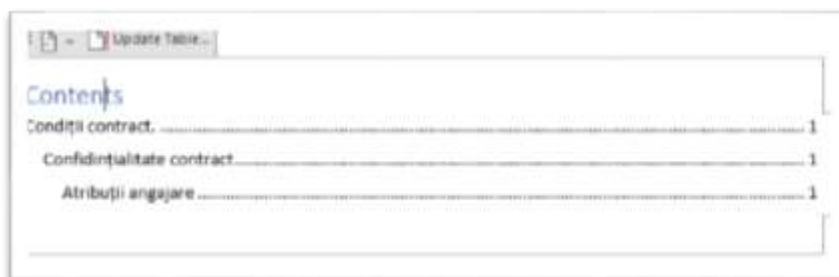 Update Table...
Contents
Condiții contract. 1
Confidințialitate contract 1
Atribuții angajare 1